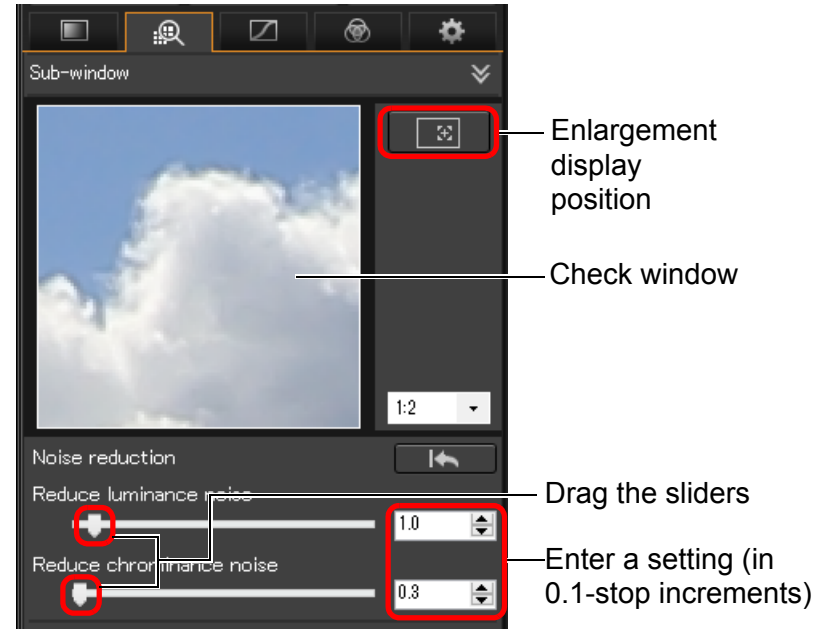 Sub-window
Enlargement
display
position
Check window
1:2
Noise reduction
Reduce luminance noise
Drag the sliders
1.0
Enter a setting (in
0.1-stop increments)
Reduce chrominance noise
0.3